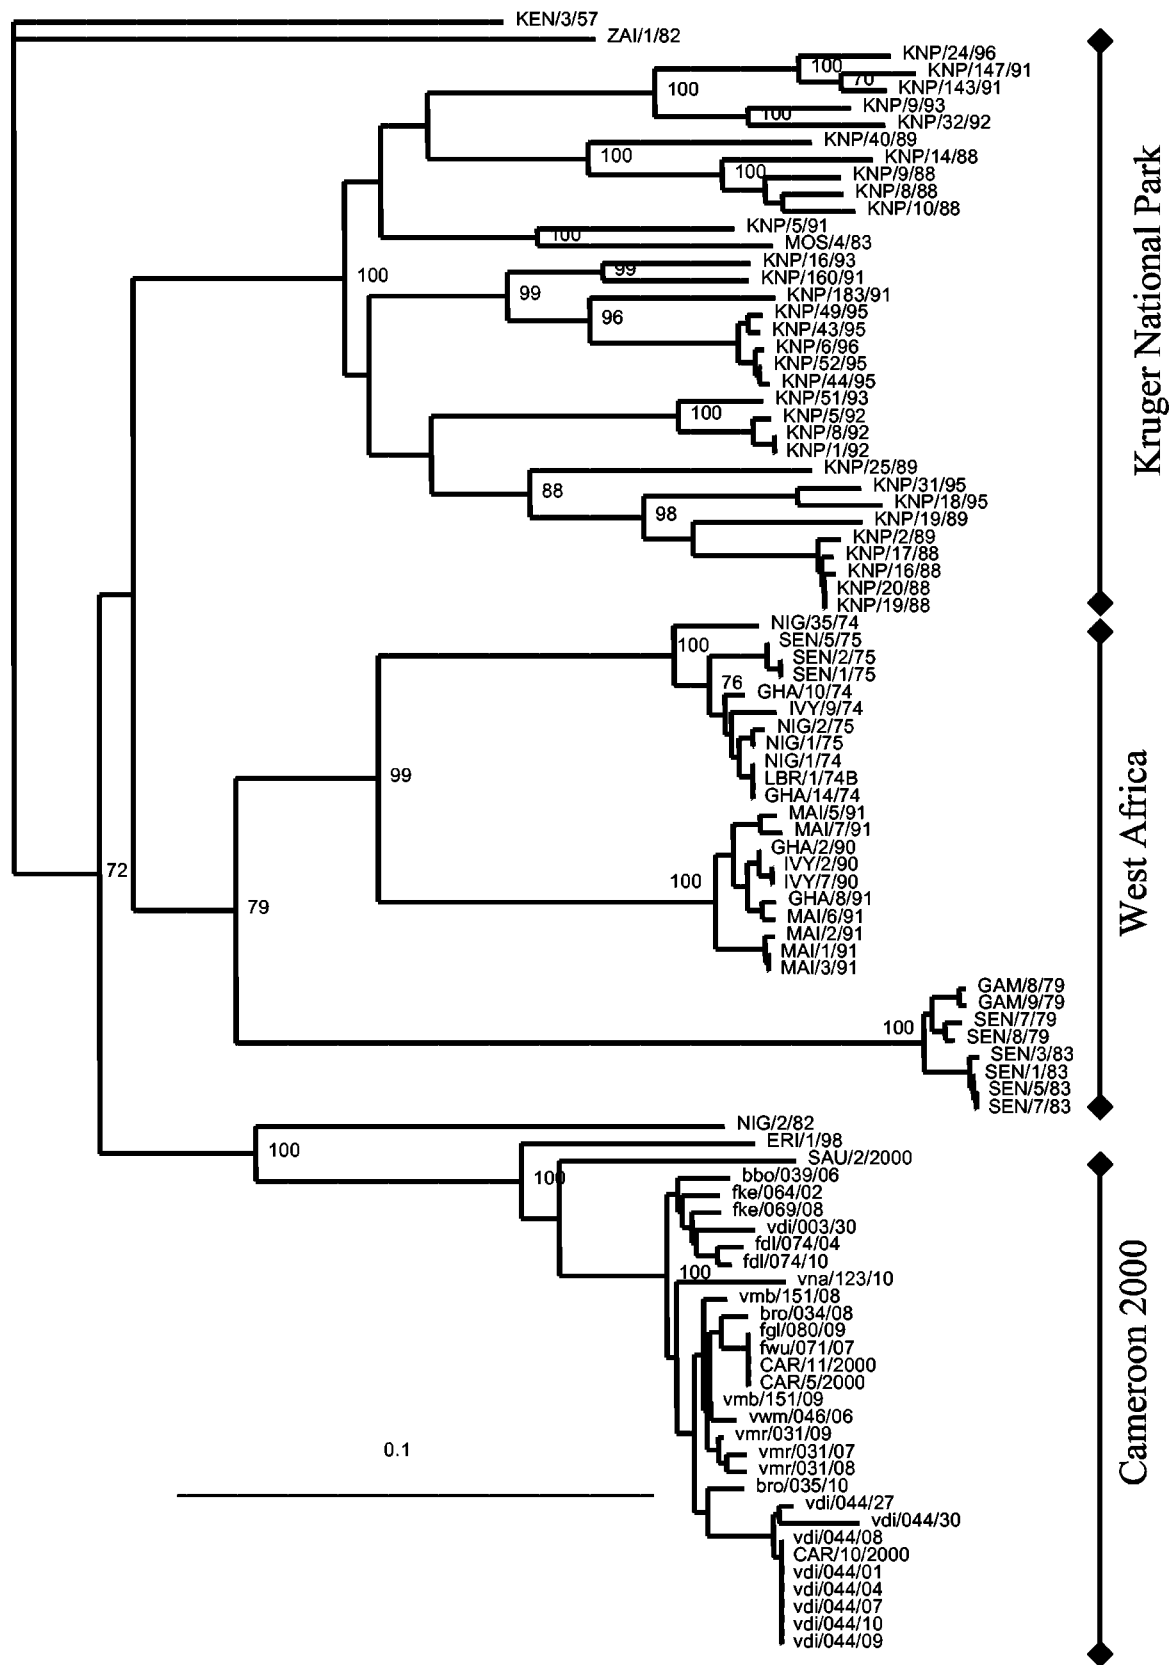 KEN/3/57
ZAI/1/82
KNP/24/96
100
KNP/147/91
70
KNP/143/91
100
KNP/9/93
100
KNP/32/92
KNP/40/89
100
KNP/14/88
100
KNP/9/88
KNP/8/88
KNP/10/88
KNP/5/91
100
MOS/4/83
KNP/16/93
99
100
KNP/160/91
99
KNP/183/91
KNP/49/95
96
KNP/43/95
KNP/6/96
KNP/52/95
KNP/44/95
KNP/51/93
100
KNP/5/92
KNP/8/92
KNP/1/92
KNP/25/89
88
KNP/31/95
KNP/18/95
98
KNP/19/89
KNP/2/89
KNP/17/88
KNP/16/88
KNP/20/88
KNP/19/88
Kruger National Park
NIG/35/74
100
SEN/5/75
SEN/2/75
SEN/1/75
76
GHA/10/74
IVY/9/74
NIG/2/75
NIG/1/75
NIG/1/74
99
LBR/1/74B
GHA/14/74
MAI/5/91
MAI/7/91
GHA/2/90
72
IVY/2/90
100
IVY/7/90
GHA/8/91
79
MAI/6/91
MAI/2/91
MAI/1/91
MAI/3/91
GAM/8/79
GAM/9/79
100
SEN/7/79
SEN/8/79
SEN/3/83
SEN/1/83
SEN/5/83
SEN/7/83
West Africa
NIG/2/82
100
ERI/1/98
SAU/2/2000
100
bbo/039/06
fke/064/02
fke/069/08
vdi/003/30
fdl/074/04
fdl/074/10
100
vna/123/10
vmb/151/08
bro/034/08
fgl/080/09
fwu/071/07
CAR/11/2000
CAR/5/2000
vmb/151/09
vwm/046/06
vmr/031/09
vmr/031/07
vmr/031/08
bro/035/10
vdi/044/27
vdi/044/30
vdi/044/08
CAR/10/2000
vdi/044/01
vdi/044/04
vdi/044/07
vdi/044/10
vdi/044/09
Cameroon 2000
0.1